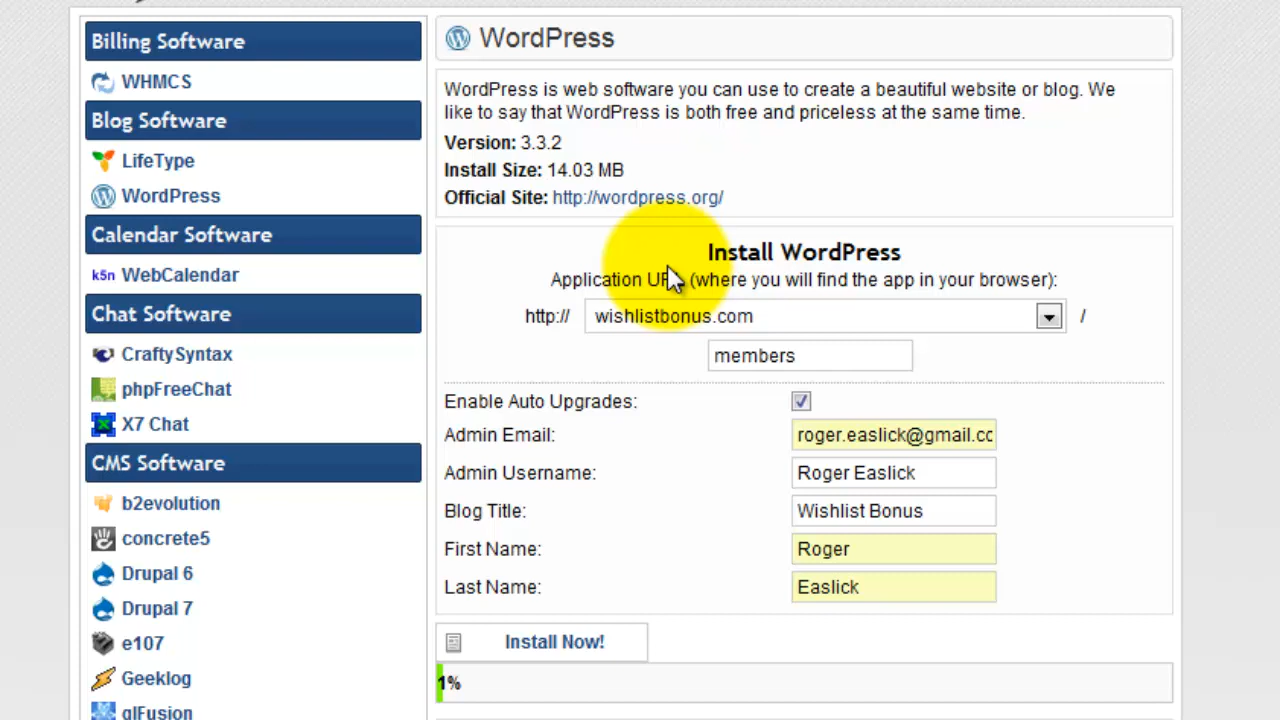 Billing Software
WHMCS
Blog Software
LifeType
WordPress
Calendar Software
k5n WebCalendar
Chat Software
CraftySyntax
phpFreeChat
X7 Chat
CMS Software
b2evolution
concrete5
Drupal 6
Drupal 7
e107
Geeklog
glFusion
WordPress
WordPress is web software you can use to create a beautiful website or blog. We
like to say that WordPress is both free and priceless at the same time.
Version: 3.3.2
Install Size: 14.03 MB
Official Site: http://wordpress.org/
Install WordPress
Application (where you will find the app in your browser):
http:// wishlistbonus.com /
members
Enable Auto Upgrades:
Admin Email: roger.easlick@gmail.cc
Admin Username: Roger Easlick
Blog Title: Wishlist Bonus
First Name: Roger
Last Name: Easlick
Install Now!
1%